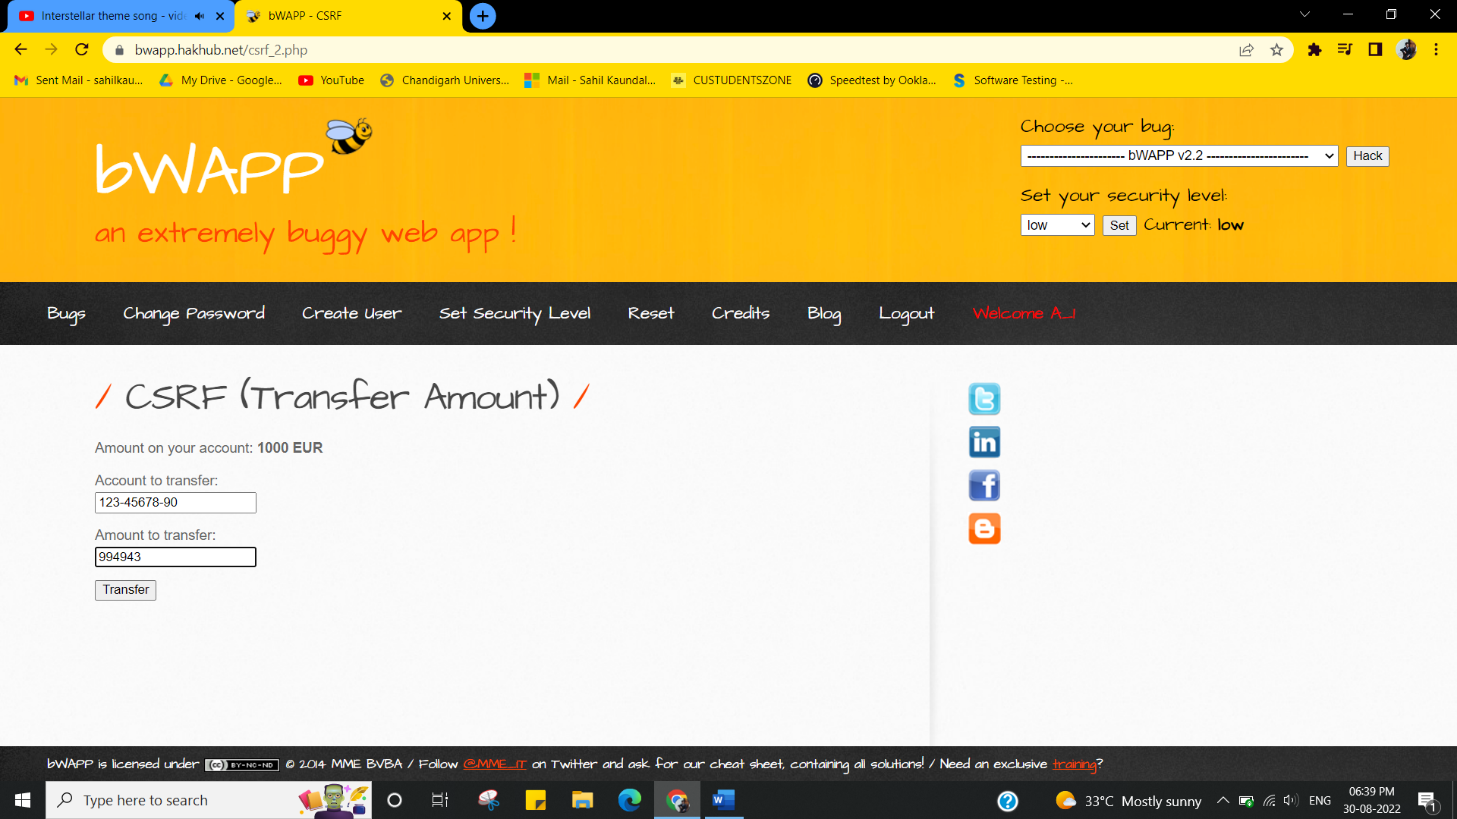 Interstellar theme song - vid
bWAPP - CSRF
bwapp.hakhub.net/csrf_2.php
Sent Mail - sahilkau...
My Drive - Google...
YouTube
Chandigarh Univers...
Mail - Sahil Kaundal...
CUSTUDENTSZONE
Speedtest by Ookla...
Software Testing -...
bWAPP
an extremely buggy web app !
Choose your bug:
---------------------- bWAPP v2.2 -----------------------
Hack
Set your security level:
low
Set
Current: low
Bugs
Change Password
Create User
Set Security Level
Reset
Credits
Blog
Logout
Welcome A_I
/ CSRF (Transfer Amount) /
Amount on your account: 1000 EUR
Account to transfer:
123-45678-90
Amount to transfer:
994943
Transfer
bWAPP is licensed under (cc) BY-NC-ND © 2014 MME BVBA / Follow @MME_IT on Twitter and ask for our cheat sheet, containing all solutions! / Need an exclusive training?
Type here to search
33°C Mostly sunny
ENG
06:39 PM
30-08-2022
1